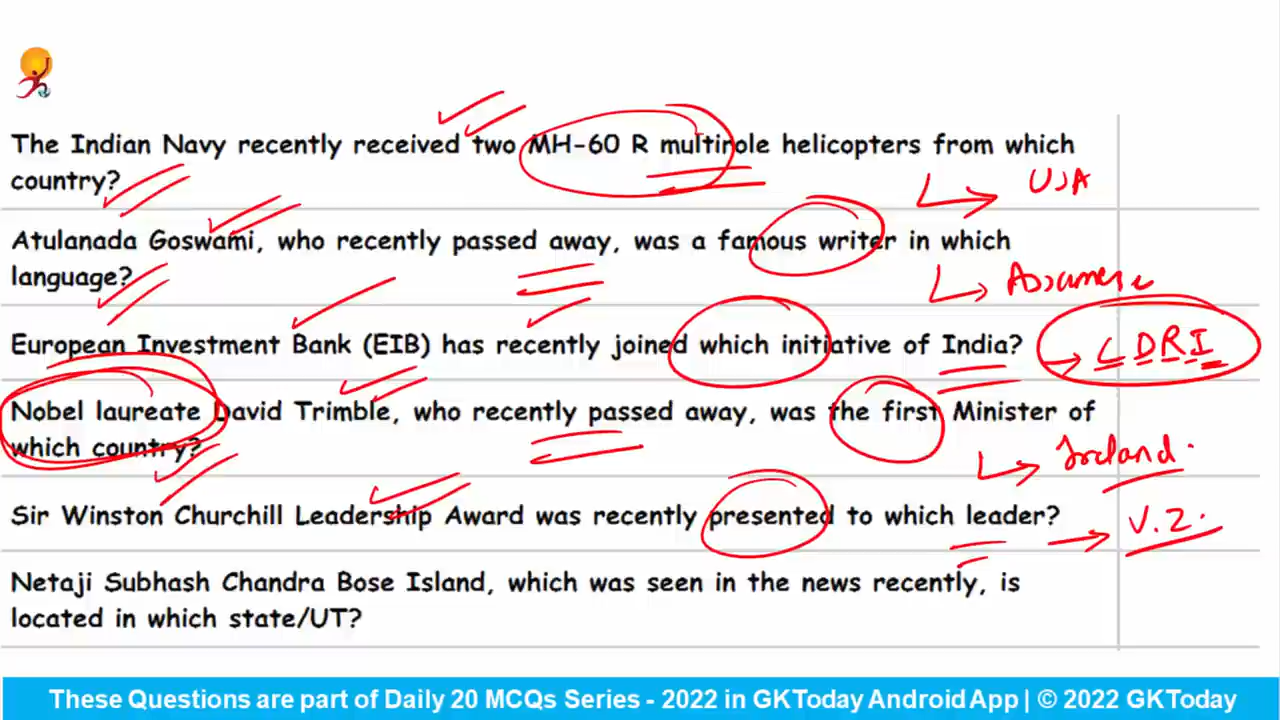 The Indian Navy recently received two MH-60 R multirole helicopters from which
country?
USA
Atulanada Goswami, who recently passed away, was a famous writer in which
language?
Assamese
European Investment Bank (EIB) has recently joined which initiative of India?
CDRI
Nobel laureate David Trimble, who recently passed away, was the first Minister of
which country?
Ireland.
Sir Winston Churchill Leadership Award was recently presented to which leader?
V.Z.
Netaji Subhash Chandra Bose Island, which was seen in the news recently, is
located in which state/UT?
These Questions are part of Daily 20 MCQs Series - 2022 in GKToday Android App | © 2022 GKToday